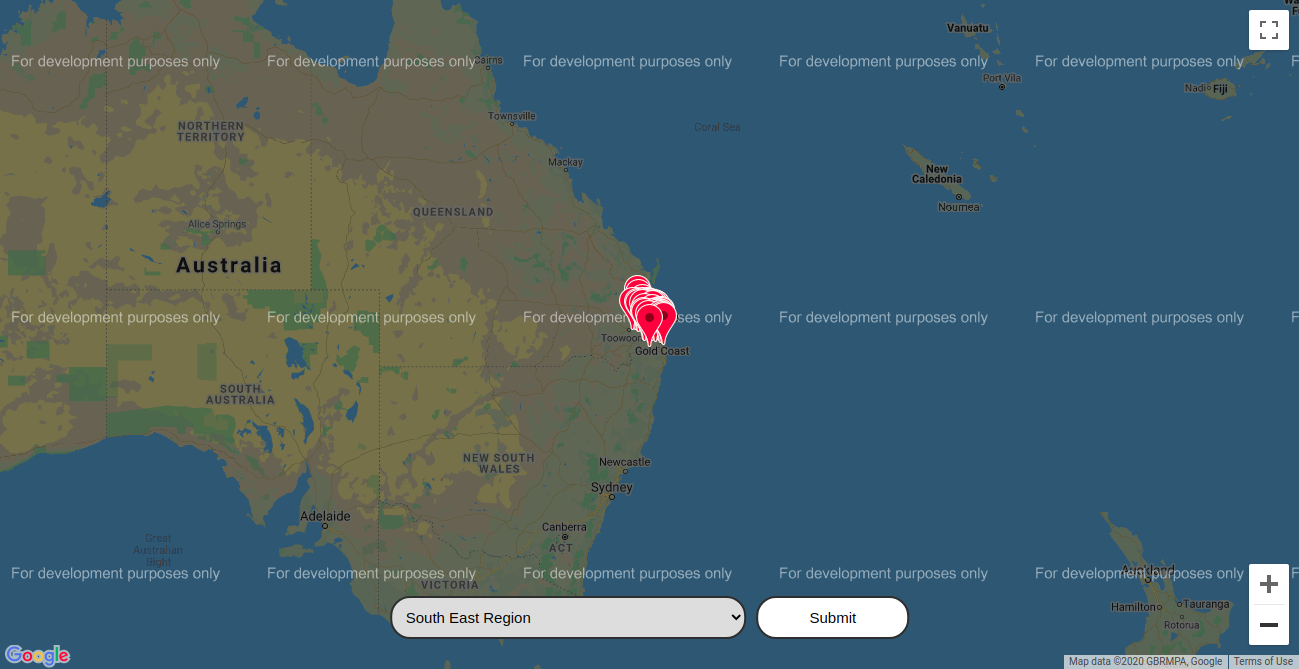 Vanuatu
For development purposes only
For development purposes only
Cairns
For development purposes only
For development purposes only
For development purposes only
Port Vila
Nadi
Fiji
Townsville
Coral Sea
NORTHERN
TERRITORY
Mackay
New
Caledonia
Noumea
QUEENSLAND
Alice Springs
Australia
For development purposes only
For development purposes only
For development purposes only
For development purposes only
Gold Coast
SOUTH
AUSTRALIA
NEW SOUTH
WALES
Newcastle
Sydney
Adelaide
Canberra
ACT
Great
Australian
Bight
For development purposes only
For development purposes only
For development purposes only
For development purposes only
For development purposes only
Auckland
VICTORIA
Hamilton
Tauranga
Rotorua
South East Region
Submit
Google
Map data ©2020 GBRMPA, Google
Terms of Use